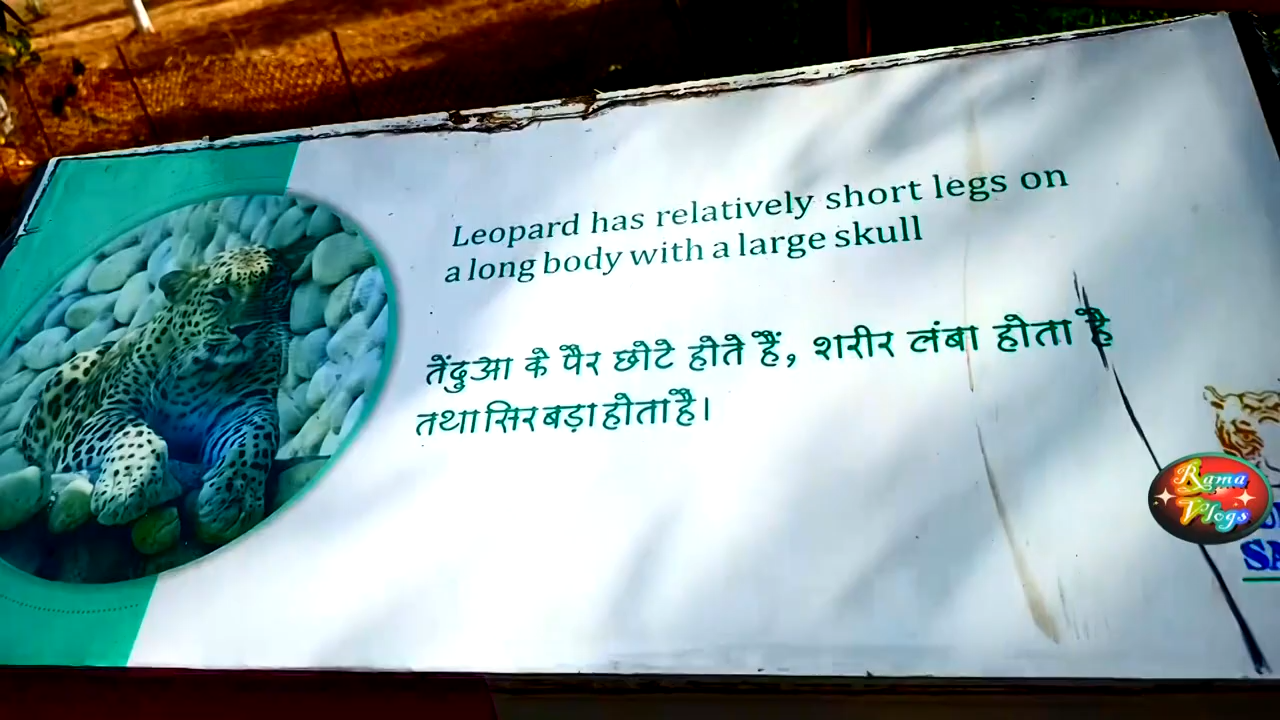 Leopard has relatively short legs on
a long body with a large skull
तेंदुआ के पैर छोटे होते हैं, शरीर लंबा होता है
तथा सिर बड़ा होता है।
Rama
Vlogs